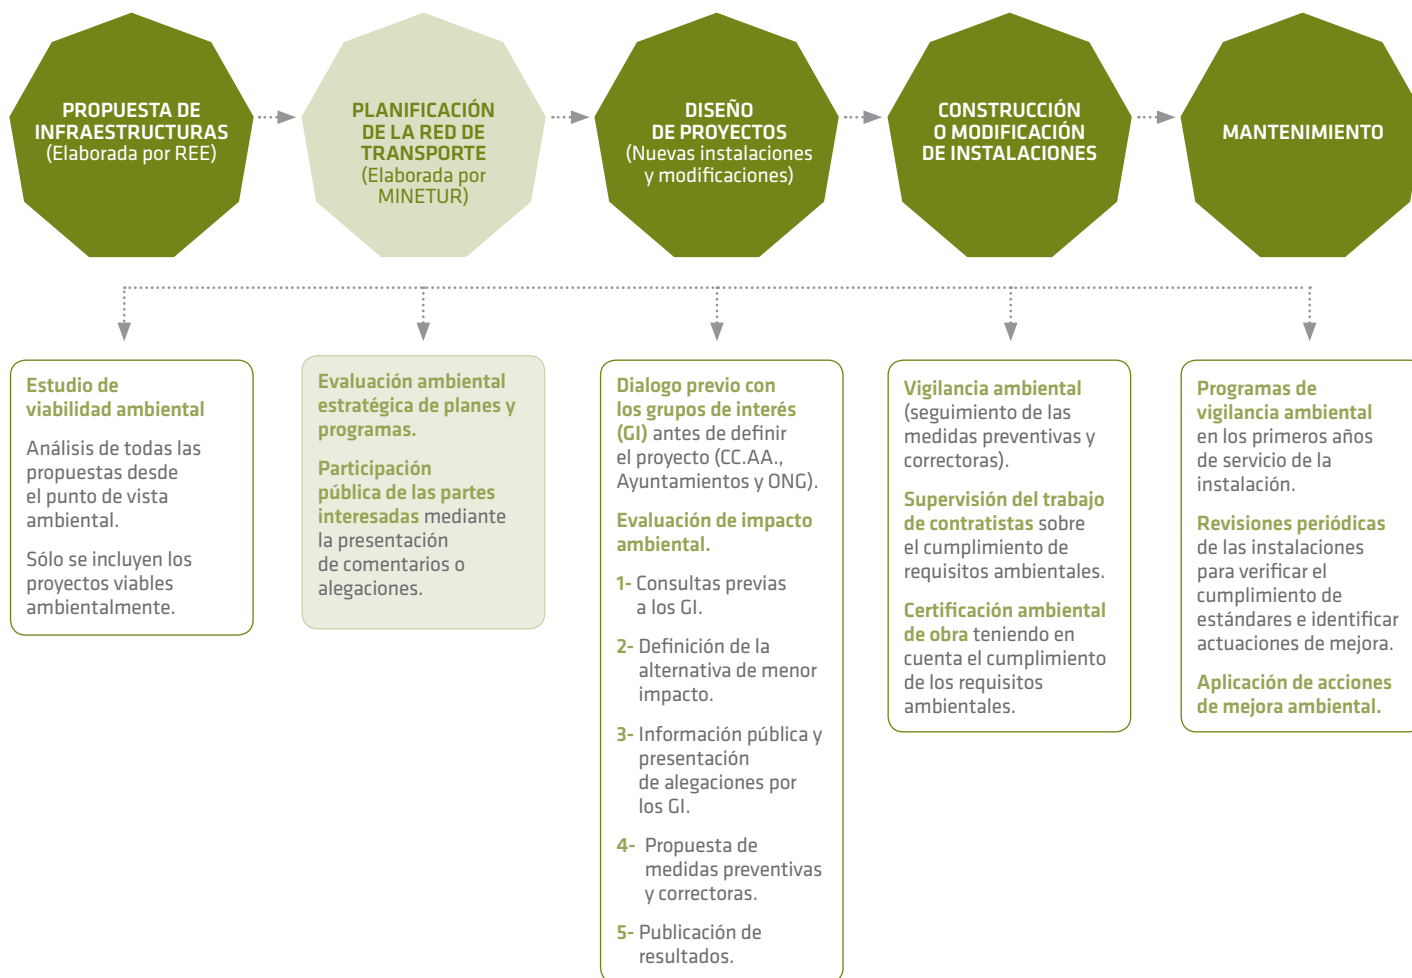 PROPUESTA DE
INFRAESTRUCTURAS
(Elaborada por REE)
PLANIFICACIÓN
DE LA RED DE
TRANSPORTE
(Elaborada por
MINETUR)
DISEÑO
DE PROYECTOS
(Nuevas instalaciones
y modificaciones)
CONSTRUCCIÓN
O MODIFICACIÓN
DE INSTALACIONES
MANTENIMIENTO
Estudio de
viabilidad ambiental
Análisis de todas las
propuestas desde
el punto de vista
ambiental.
Sólo se incluyen los
proyectos viables
ambientalmente.
Evaluación ambiental
estratégica de planes y
programas.
Participación
pública de las partes
interesadas mediante
la presentación
de comentarios o
alegaciones.
Dialogo previo con
los grupos de interés
(GI) antes de definir
el proyecto (CC.AA.,
Ayuntamientos y ONG).
Evaluación de impacto
ambiental.
1- Consultas previas
a los GI.
2- Definición de la
alternativa de menor
impacto.
3- Información pública y
presentación
de alegaciones por
los GI.
4- Propuesta de
medidas preventivas
y correctoras.
5- Publicación de
resultados.
Vigilancia ambiental
(seguimiento de las
medidas preventivas y
correctoras).
Supervisión del trabajo
de contratistas sobre
el cumplimiento de
requisitos ambientales.
Certificación ambiental
de obra teniendo en
cuenta el cumplimiento
de los requisitos
ambientales.
Programas de
vigilancia ambiental
en los primeros años
de servicio de la
instalación.
Revisiones periódicas
de las instalaciones
para verificar el
cumplimiento de
estándares e identificar
actuaciones de mejora.
Aplicación de acciones
de mejora ambiental.